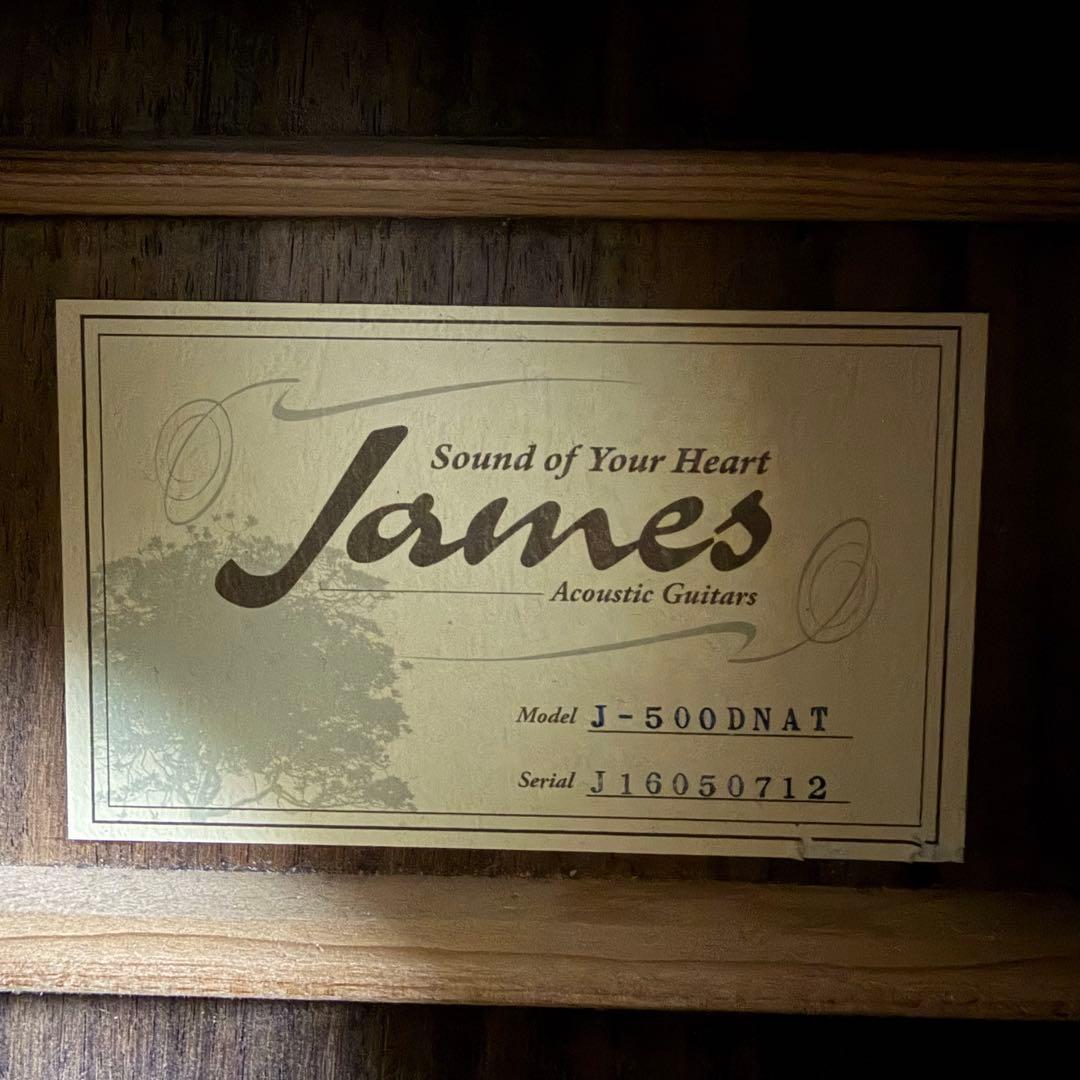 Sound of Your Heart
James
Acoustic Guitars
Model J-500DNAT
Serial J16050712